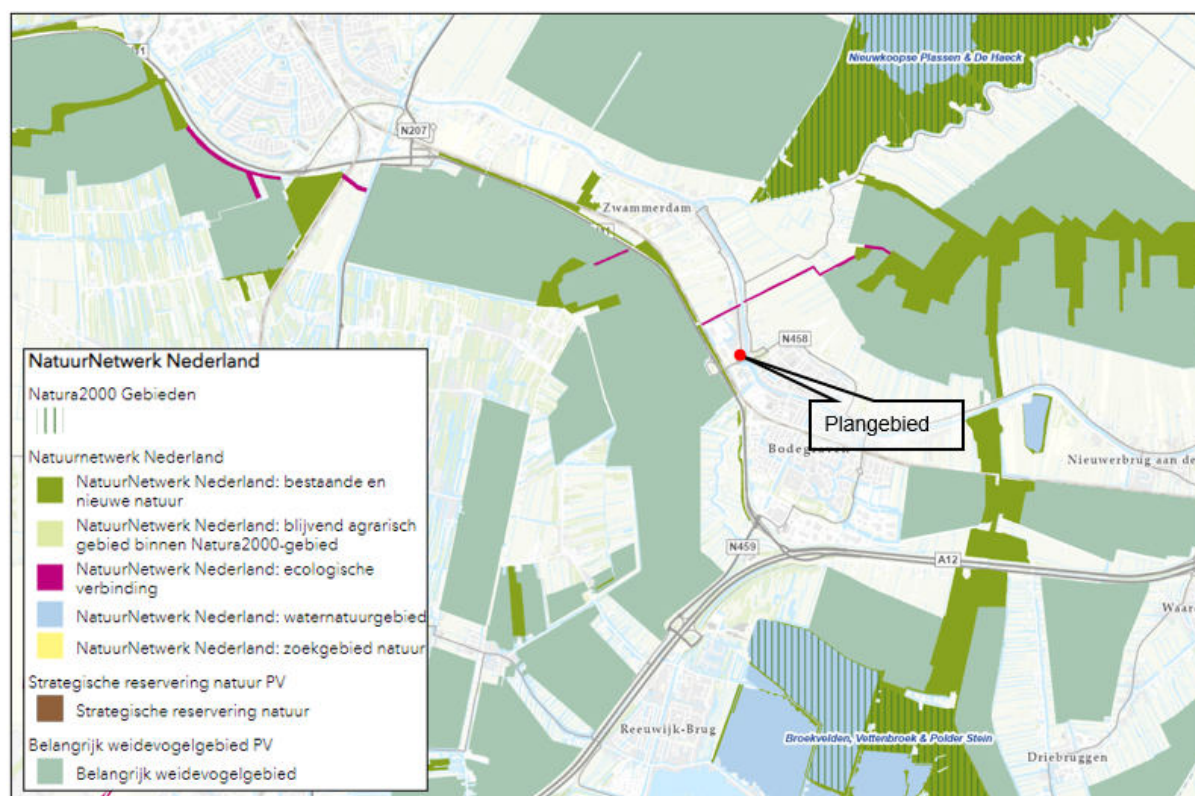 Nieuwkoopse Plassen & De Haeck
N207
Zwammerdam
N458
Plangebied
Bodegraven
Nieuwerbrug aan de
N459
A12
Reeuwijk-Brug
Broekvelden, Vettenbroek & Polder Stein
Driebruggen
NatuurNetwerk Nederland
Natura2000 Gebieden
Natuurnetwerk Nederland
NatuurNetwerk Nederland: bestaande en
nieuwe natuur
NatuurNetwerk Nederland: blijvend agrarisch
gebied binnen Natura2000-gebied
NatuurNetwerk Nederland: ecologische
verbinding
NatuurNetwerk Nederland: waternatuurgebied
NatuurNetwerk Nederland: zoekgebied natuur
Strategische reservering natuur PV
Strategische reservering natuur
Belangrijk weidevogelgebied PV
Belangrijk weidevogelgebied